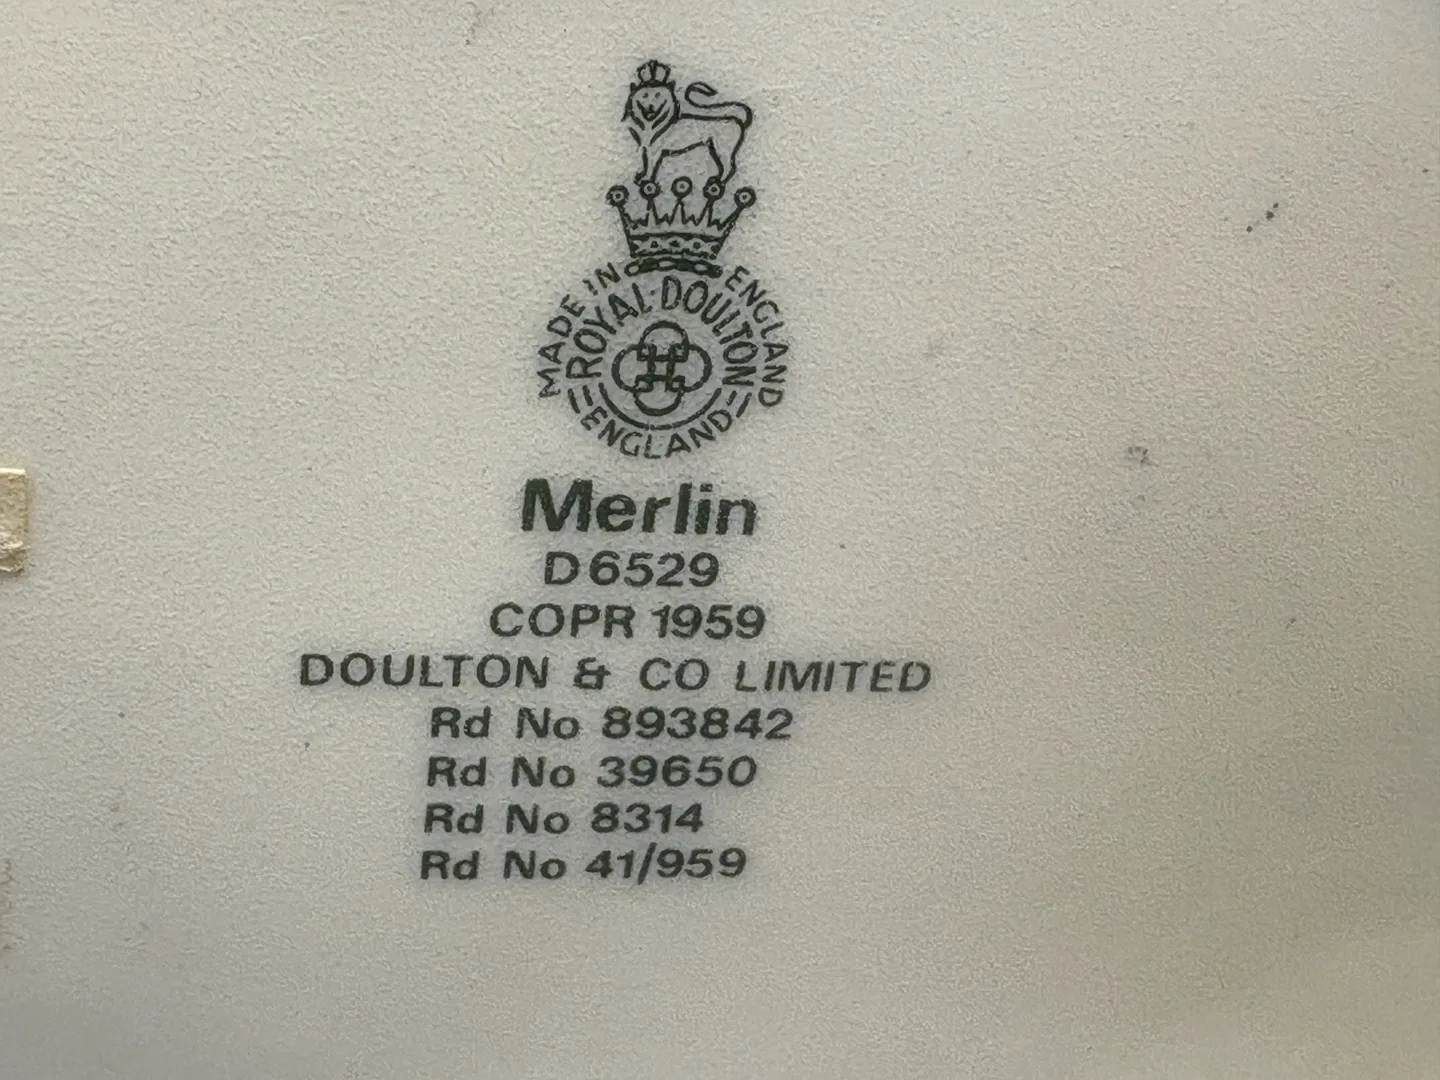 MADE IN ENGLAND
ROYAL DOULTON
ENGLAND
Merlin
D6529
COPR 1959
DOULTON & CO LIMITED
Rd No 893842
Rd No 39650
Rd No 8314
Rd No 41/959